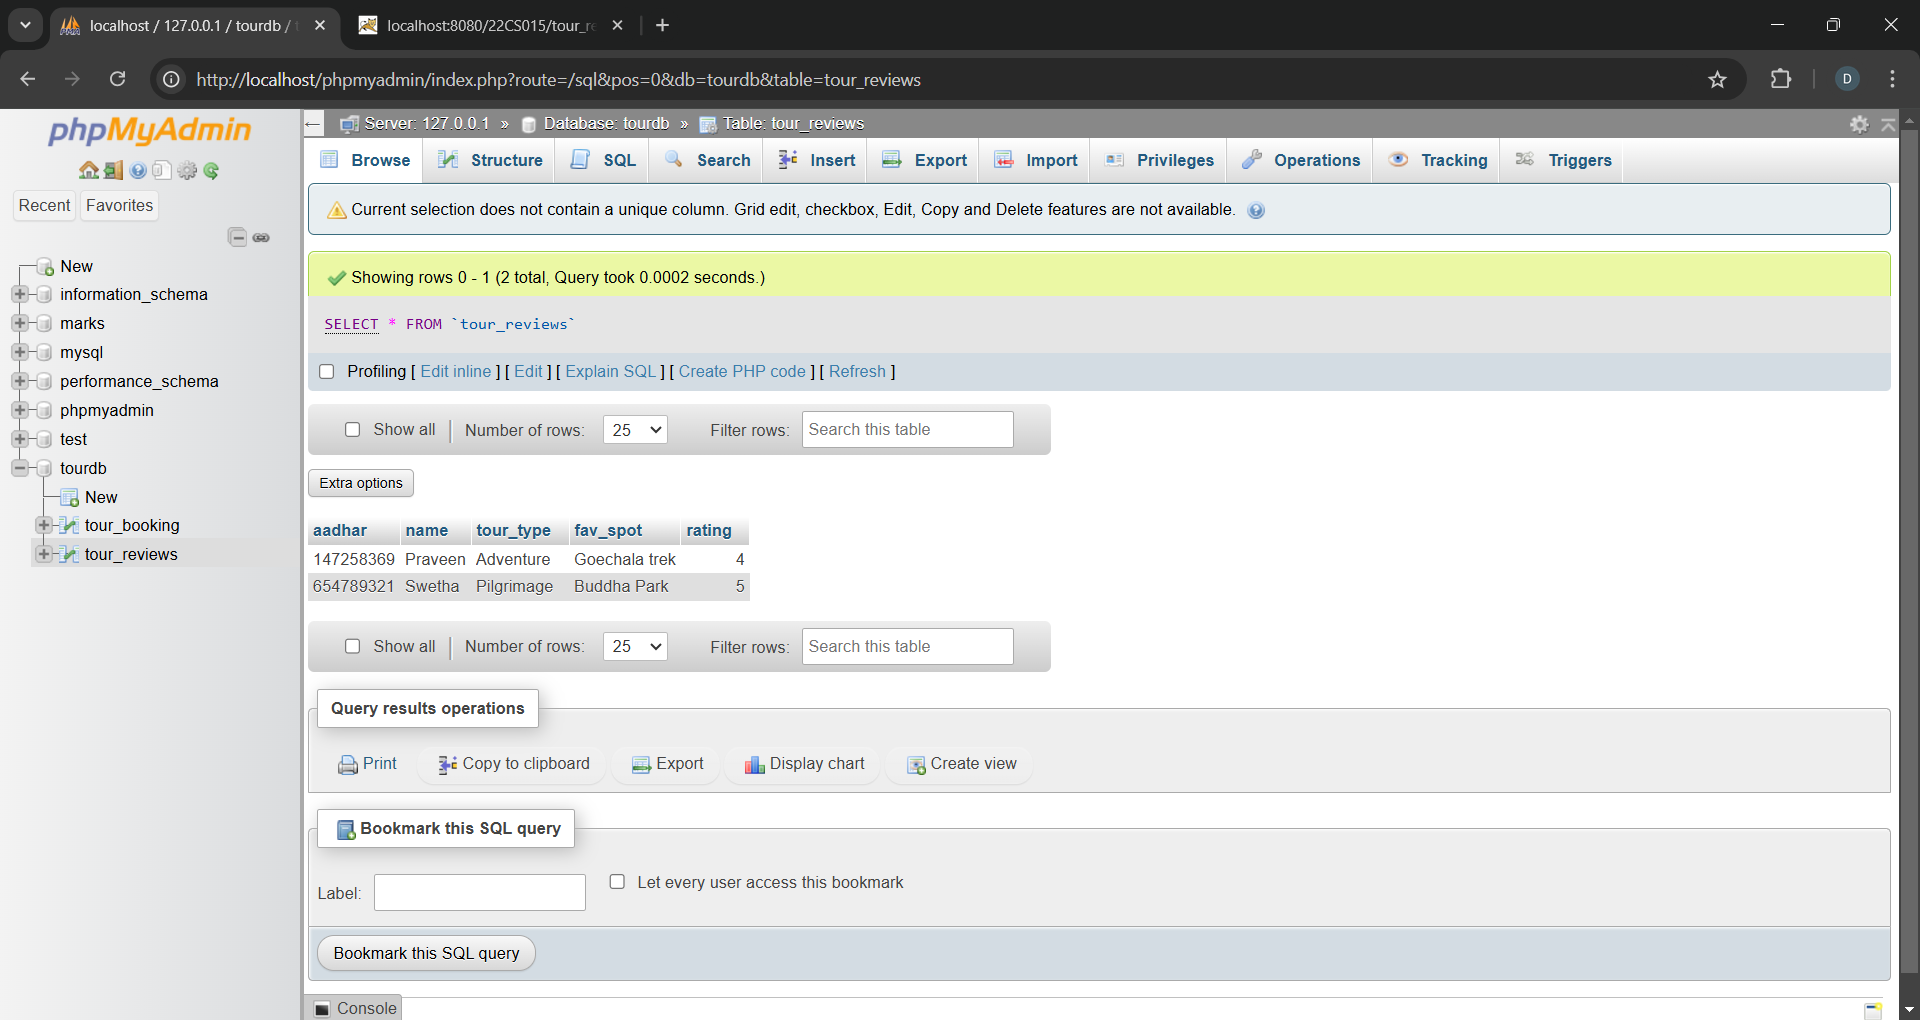 localhost / 127.0.0.1 / tourdb /
localhost:8080/22CS015/tour_re
http://localhost/phpmyadmin/index.php?route=/sql&pos=0&db=tourdb&table=tour_reviews
D
phpMyAdmin
Recent Favorites
New
information_schema
marks
mysql
performance_schema
phpmyadmin
test
tourdb
New
tour_booking
tour_reviews
Server: 127.0.0.1 » Database: tourdb » Table: tour_reviews
Browse Structure SQL Search Insert Export Import Privileges Operations Tracking Triggers
Current selection does not contain a unique column. Grid edit, checkbox, Edit, Copy and Delete features are not available.
Showing rows 0 - 1 (2 total, Query took 0.0002 seconds.)
SELECT * FROM `tour_reviews`
Profiling [ Edit inline ] [ Edit ] [ Explain SQL ] [ Create PHP code ] [ Refresh ]
Show all Number of rows: 25 Filter rows: Search this table
Extra options
aadhar name tour_type fav_spot rating
147258369 Praveen Adventure Goechala trek 4
654789321 Swetha Pilgrimage Buddha Park 5
Show all Number of rows: 25 Filter rows: Search this table
Query results operations
Print Copy to clipboard Export Display chart Create view
Bookmark this SQL query
Label: Let every user access this bookmark
Bookmark this SQL query
Console